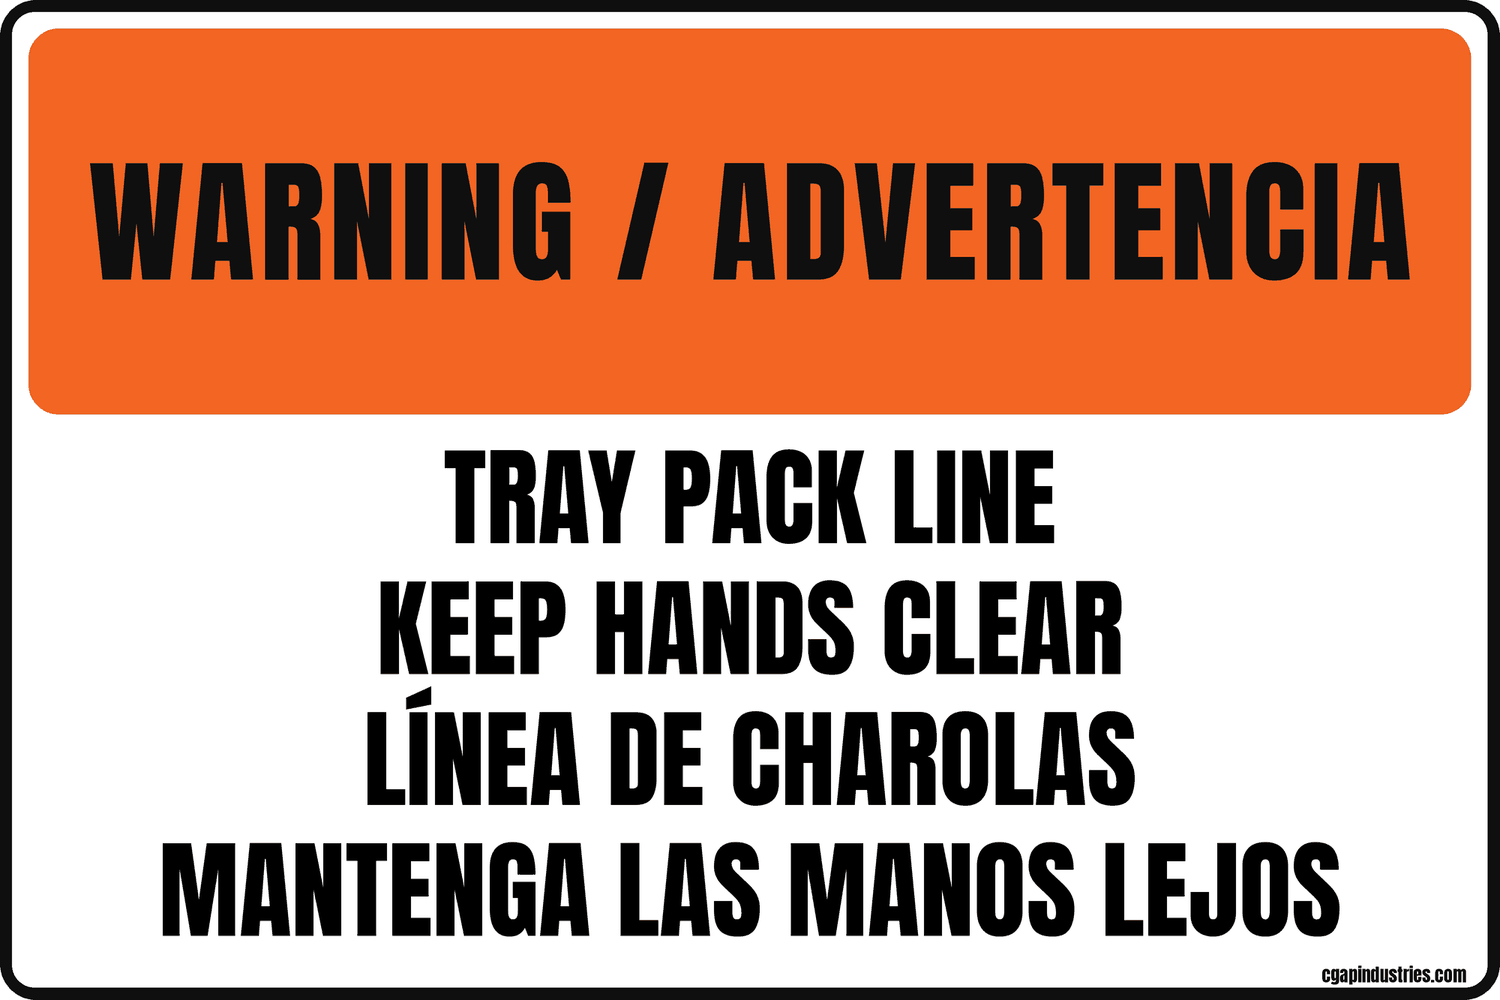 WARNING / ADVERTENCIA
TRAY PACK LINE
KEEP HANDS CLEAR
LÍNEA DE CHAROLAS
MANTENGA LAS MANOS LEJOS
cgapindustries.com